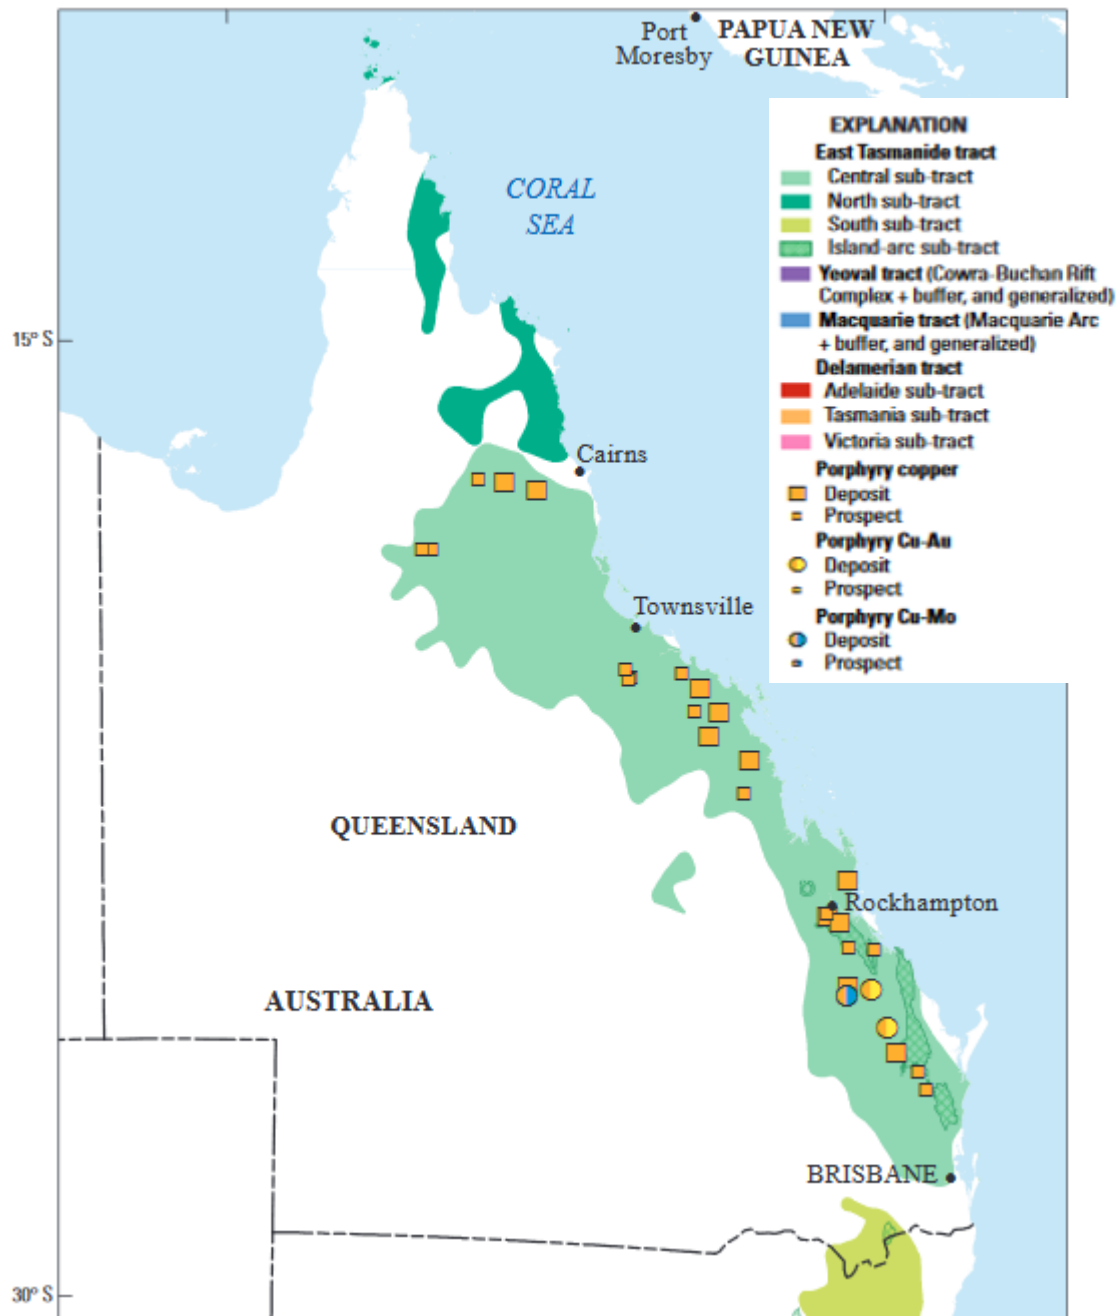 Port
Moresby
PAPUA NEW
GUINEA
EXPLANATION
East Tasmanide tract
Central sub-tract
North sub-tract
South sub-tract
Island-arc sub-tract
Yeoval tract (Cowra-Buchan Rift
Complex + buffer, and generalized)
Macquarie tract (Macquarie Arc
+ buffer, and generalized)
Delamerian tract
Adelaide sub-tract
Tasmania sub-tract
Victoria sub-tract
Porphyry copper
Deposit
Prospect
Porphyry Cu-Au
Deposit
Prospect
Porphyry Cu-Mo
Deposit
Prospect
CORAL
SEA
15° S
Cairns
Townsville
QUEENSLAND
Rockhampton
AUSTRALIA
BRISBANE
30° S